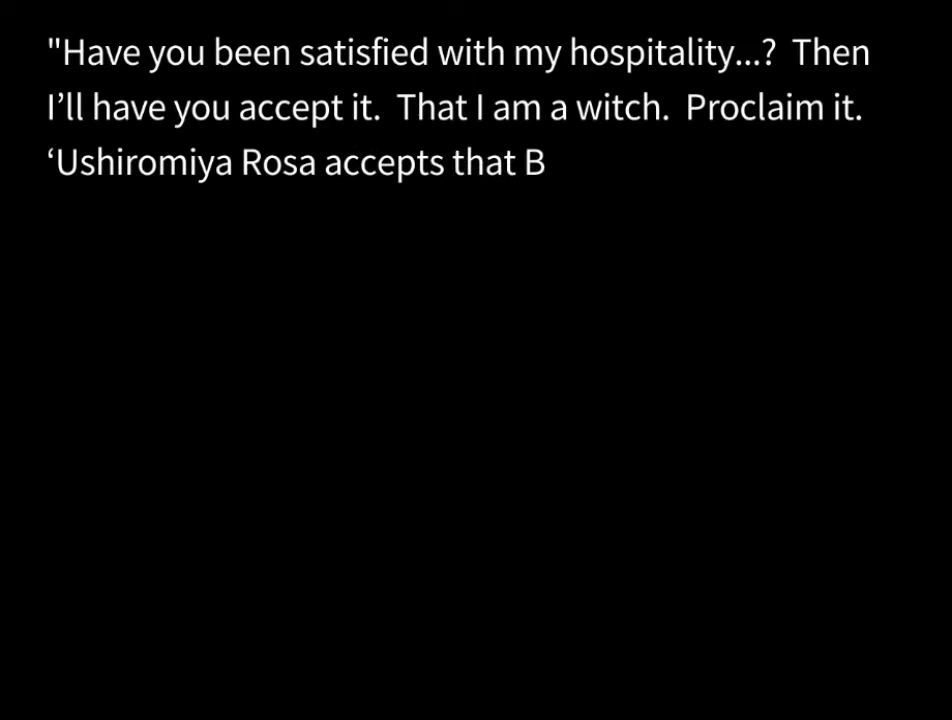 "Have you been satisfied with my hospitality...?  Then
I’ll have you accept it.  That I am a witch.  Proclaim it.
‘Ushiromiya Rosa accepts that B